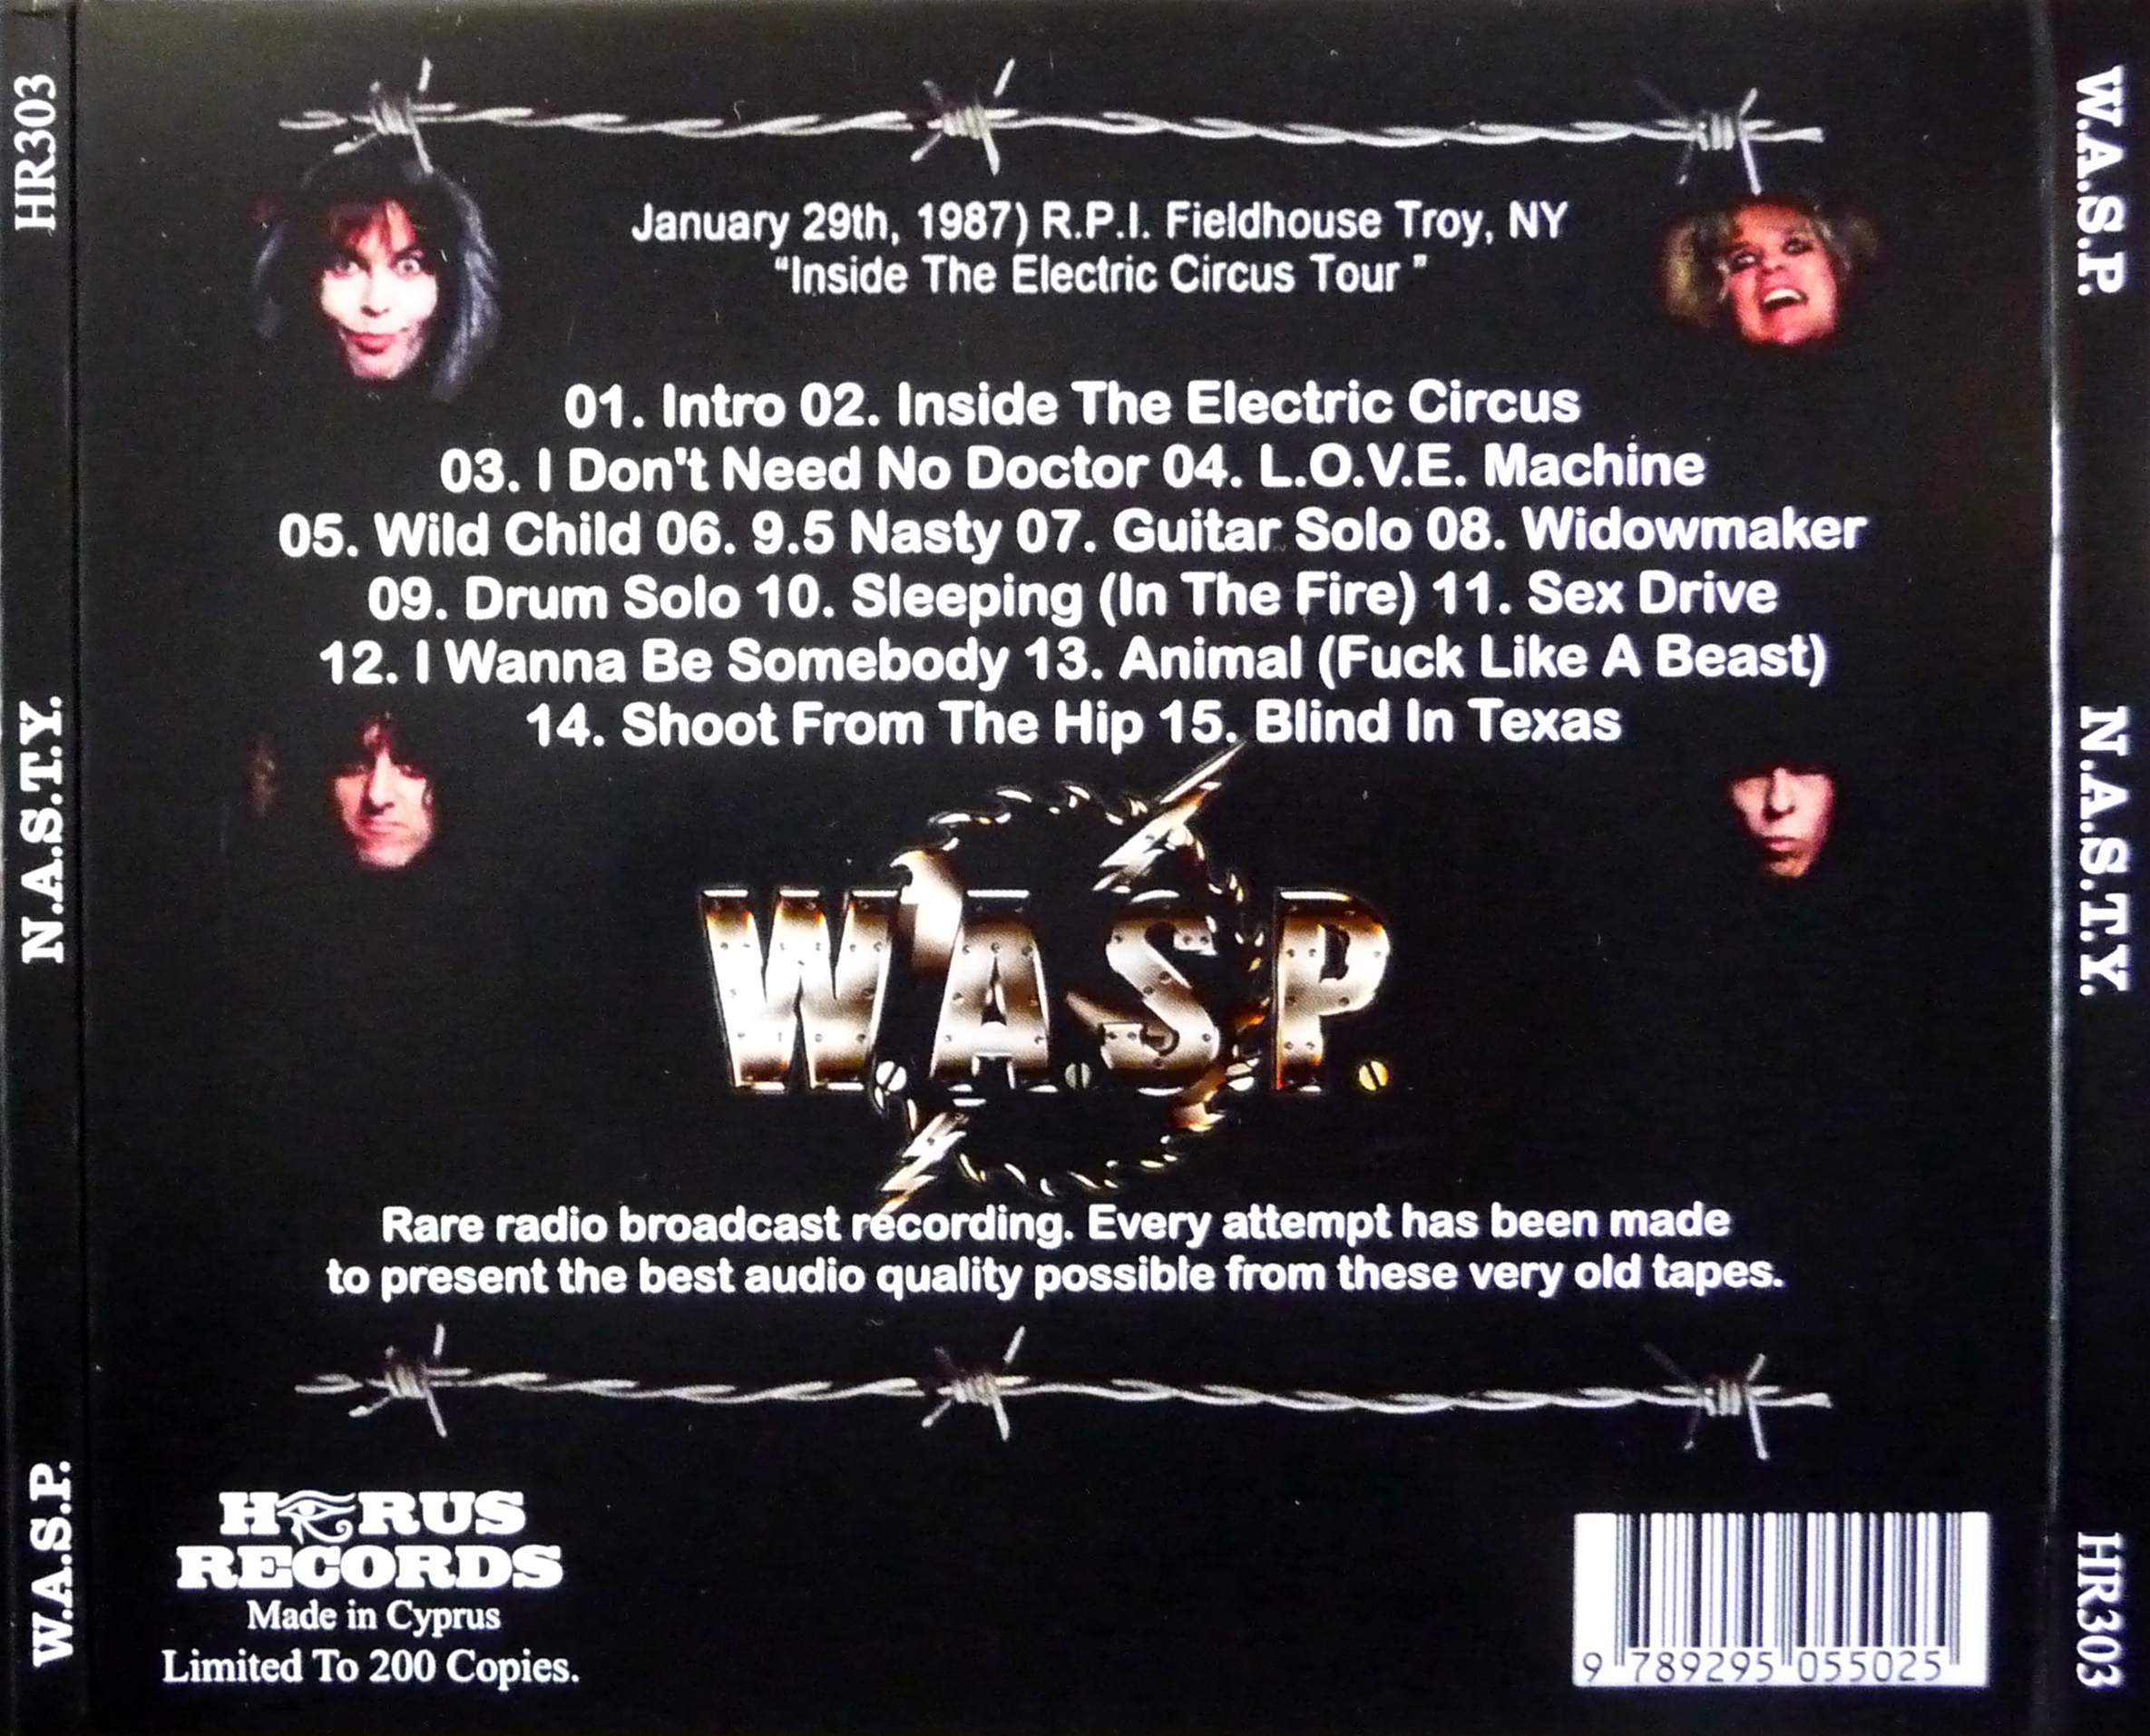 HR303
N.A.S.T.Y.
W.A.S.P.
January 29th, 1987) R.P.I. Fieldhouse Troy, NY
“Inside The Electric Circus Tour ”
01. Intro 02. Inside The Electric Circus
03. I Don't Need No Doctor 04. L.O.V.E. Machine
05. Wild Child 06. 9.5 Nasty 07. Guitar Solo 08. Widowmaker
09. Drum Solo 10. Sleeping (In The Fire) 11. Sex Drive
12. I Wanna Be Somebody 13. Animal (Fuck Like A Beast)
14. Shoot From The Hip 15. Blind In Texas
W.A.S.P.
Rare radio broadcast recording. Every attempt has been made
to present the best audio quality possible from these very old tapes.
HORUS
RECORDS
Made in Cyprus
Limited To 200 Copies.
9 789295 055025
W.A.S.P.
N.A.S.T.Y.
HR303